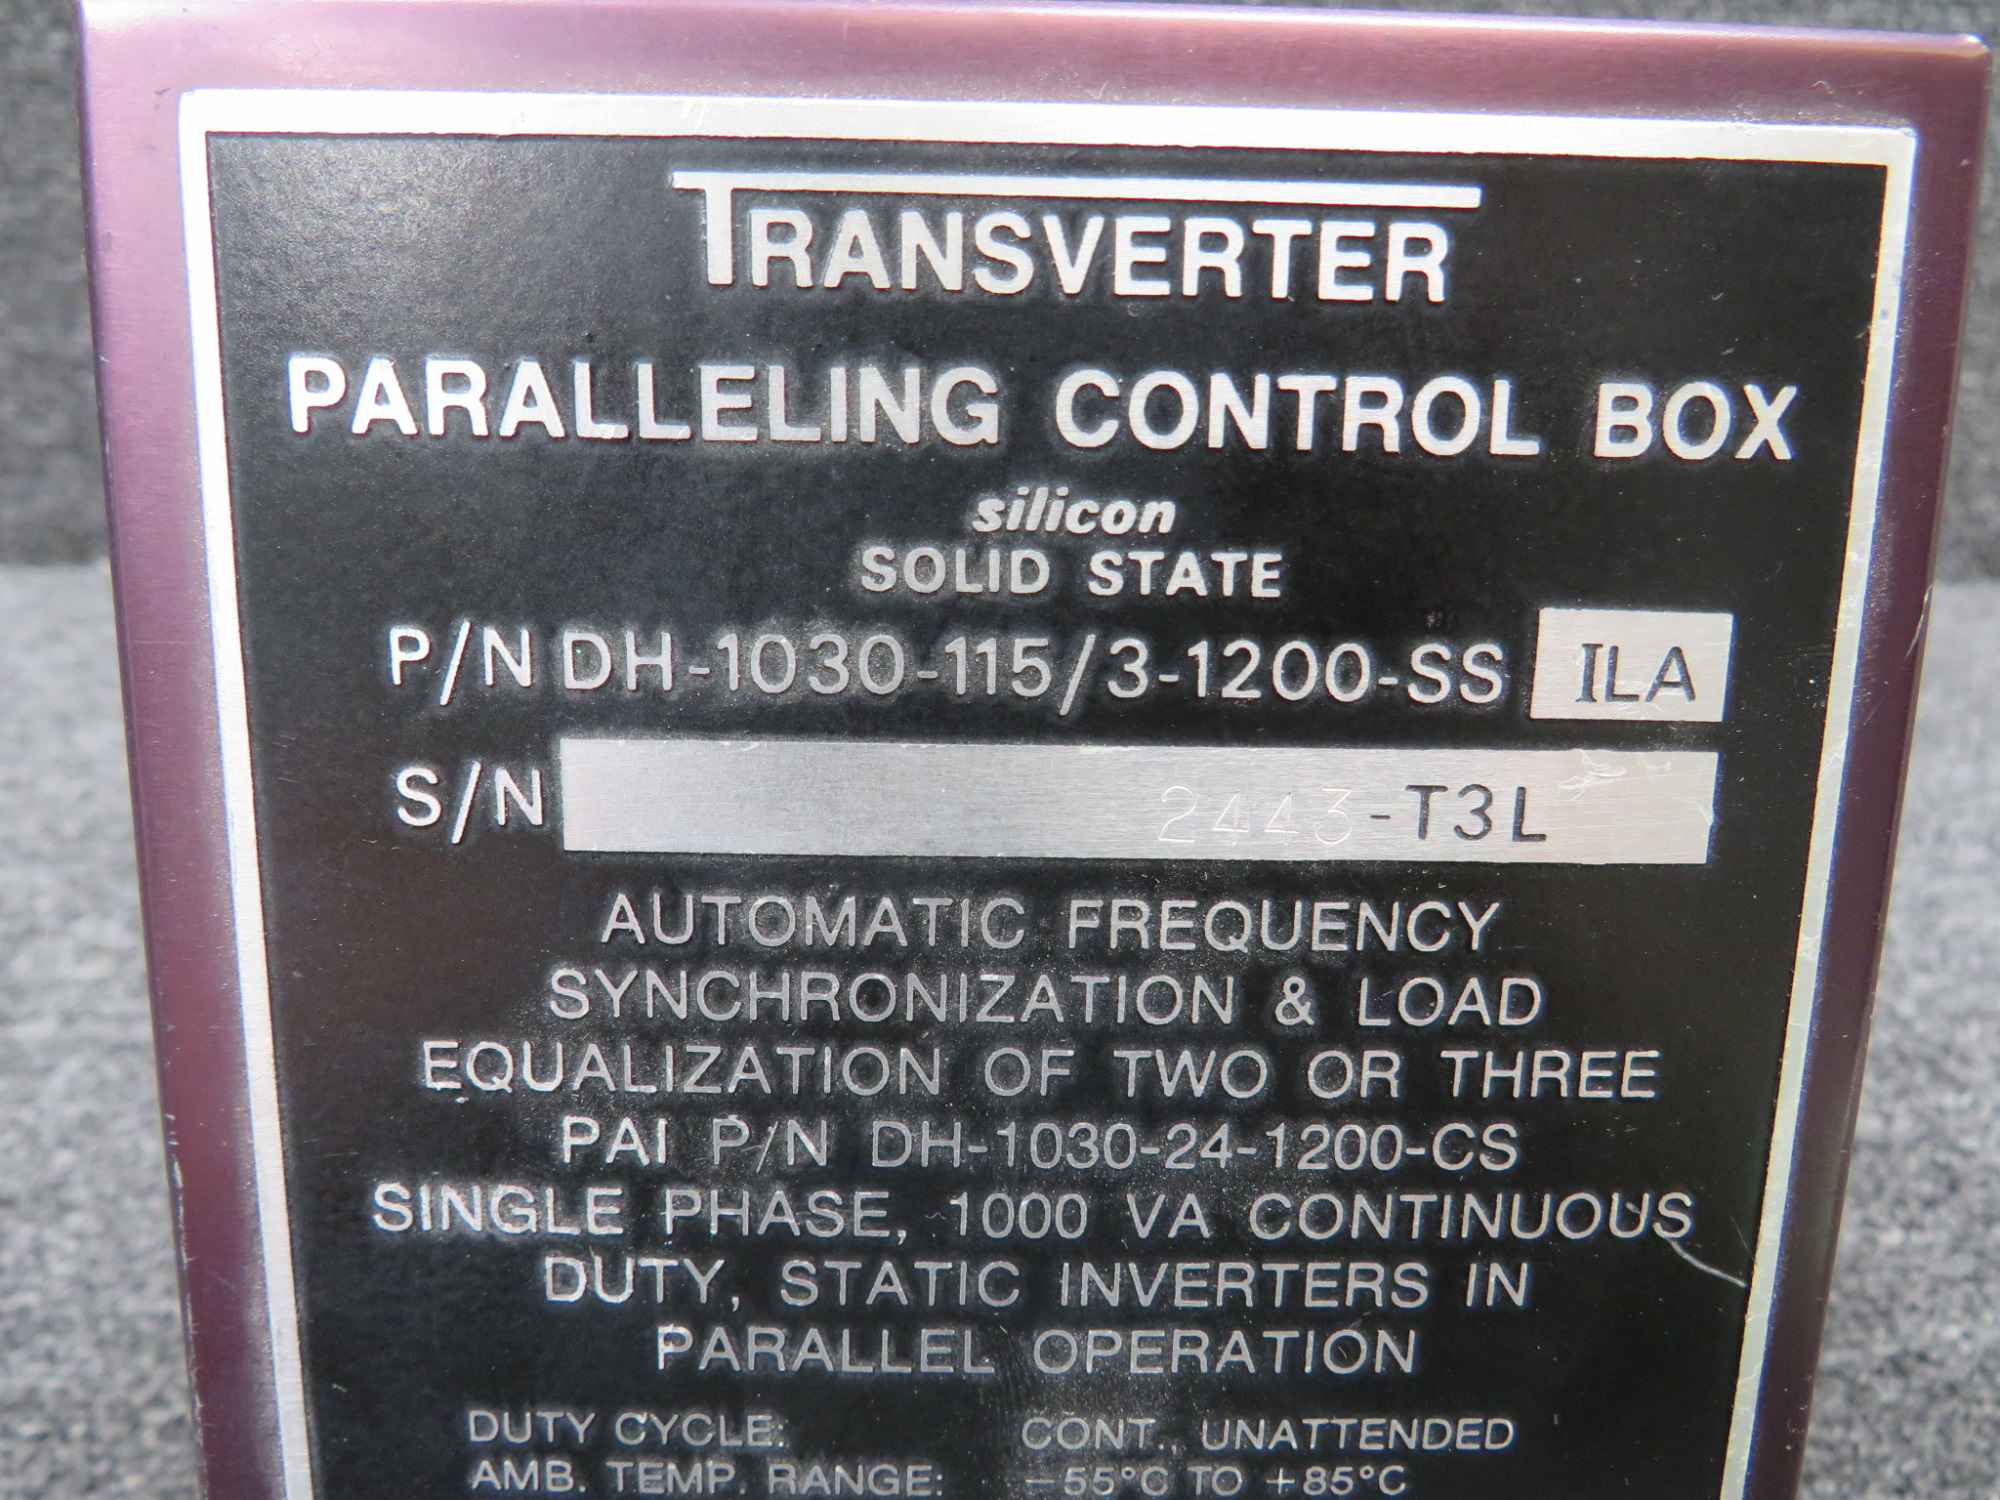 TRANSVERTER
PARALLELING CONTROL BOX
silicon
SOLID STATE
P/N DH-1030-115/3-1200-SS ILA
S/N 2443-T3L
AUTOMATIC FREQUENCY
SYNCHRONIZATION & LOAD
EQUALIZATION OF TWO OR THREE
PAI P/N DH-1030-24-1200-CS
SINGLE PHASE, 1000 VA CONTINUOUS
DUTY, STATIC INVERTERS IN
PARALLEL OPERATION
DUTY CYCLE: CONT., UNATTENDED
AMB. TEMP. RANGE: -55°C TO +85°C